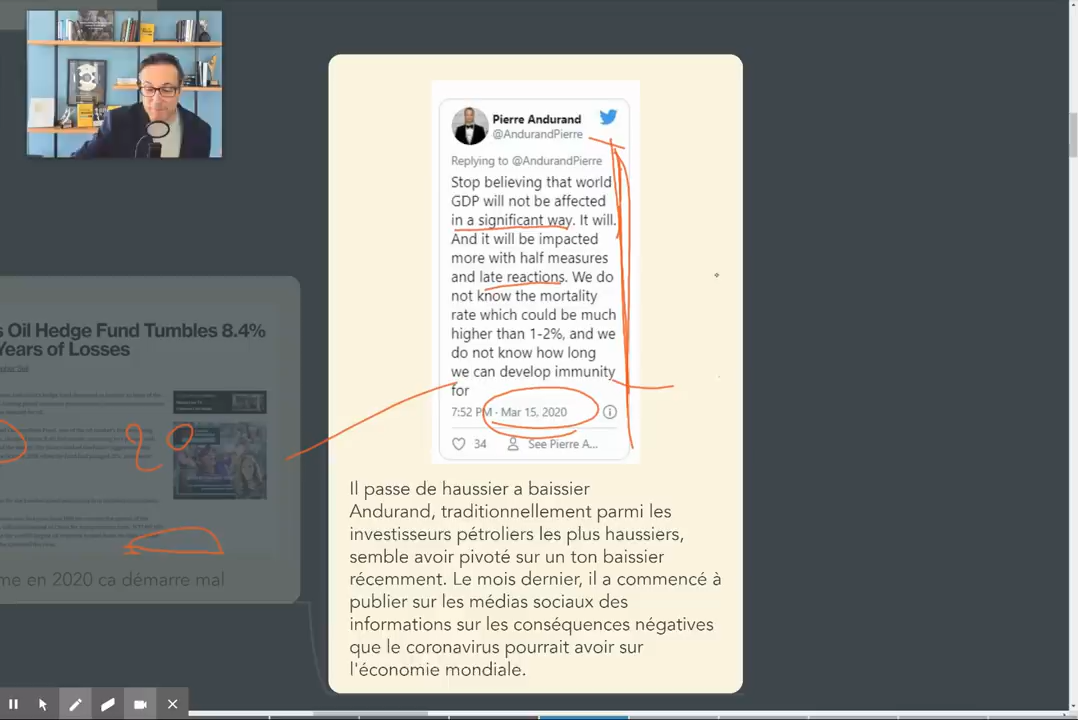 Pierre Andurand
@AndurandPierre
Replying to @AndurandPierre
Stop believing that world
GDP will not be affected
in a significant way. It will.
And it will be impacted
more with half measures
and late reactions. We do
not know the mortality
rate which could be much
higher than 1-2%, and we
do not know how long
we can develop immunity
for
7:52 PM · Mar 15, 2020
34 See Pierre A...
Il passe de haussier a baissier
Andurand, traditionnellement parmi les
investisseurs pétroliers les plus haussiers,
semble avoir pivoté sur un ton baissier
récemment. Le mois dernier, il a commencé à
publier sur les médias sociaux des
informations sur les conséquences négatives
que le coronavirus pourrait avoir sur
l'économie mondiale.
s Oil Hedge Fund Tumbles 8.4%
Years of Losses
20
me en 2020 ca démarre mal